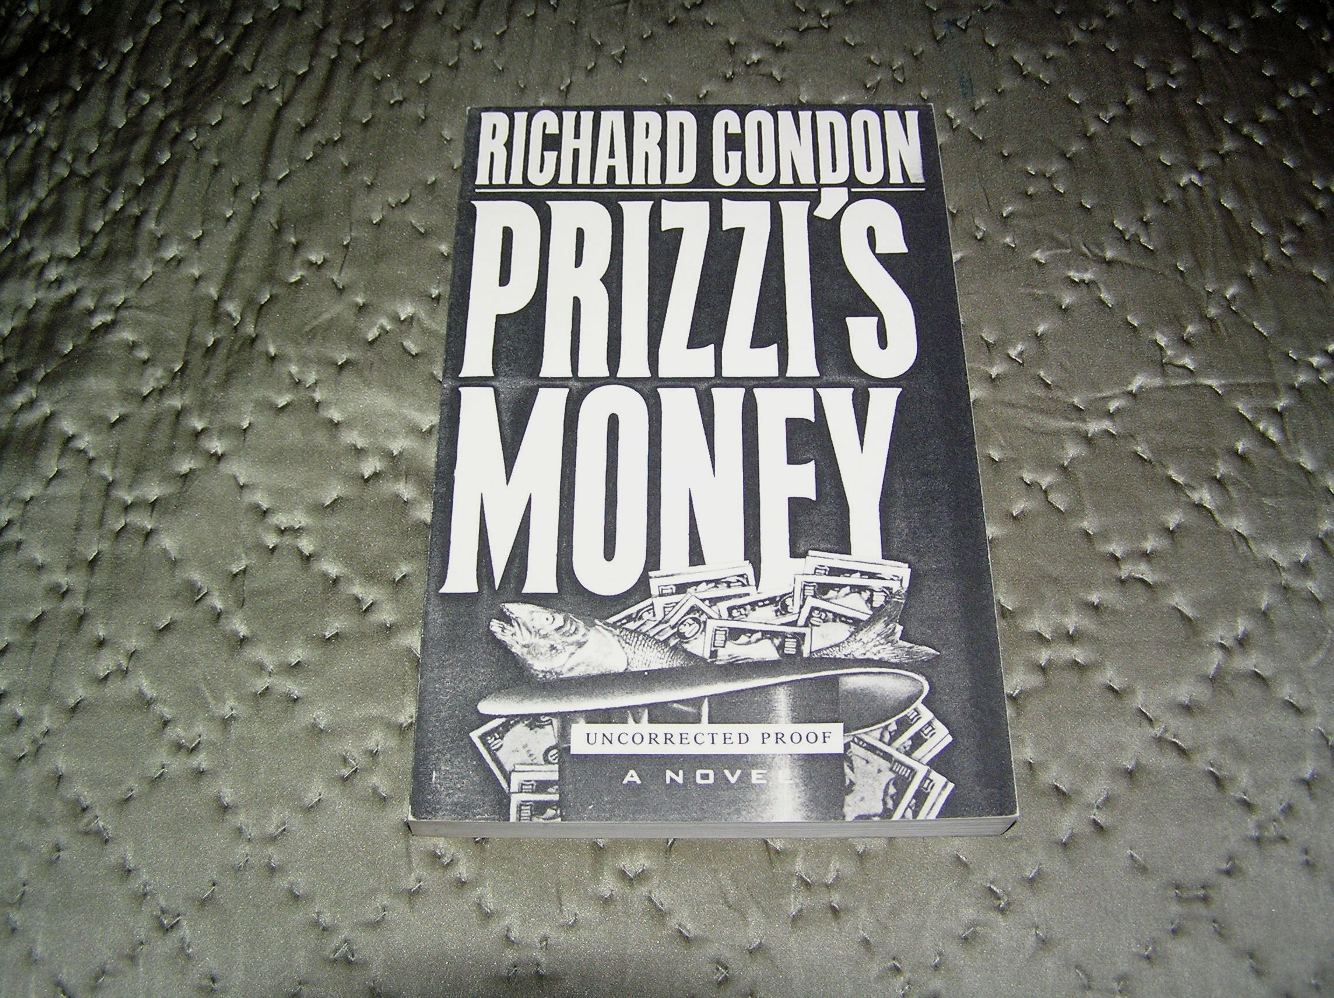 RICHARD CONDON
PRIZZI'S
MONEY
UNCORRECTED PROOF
A NOVEL